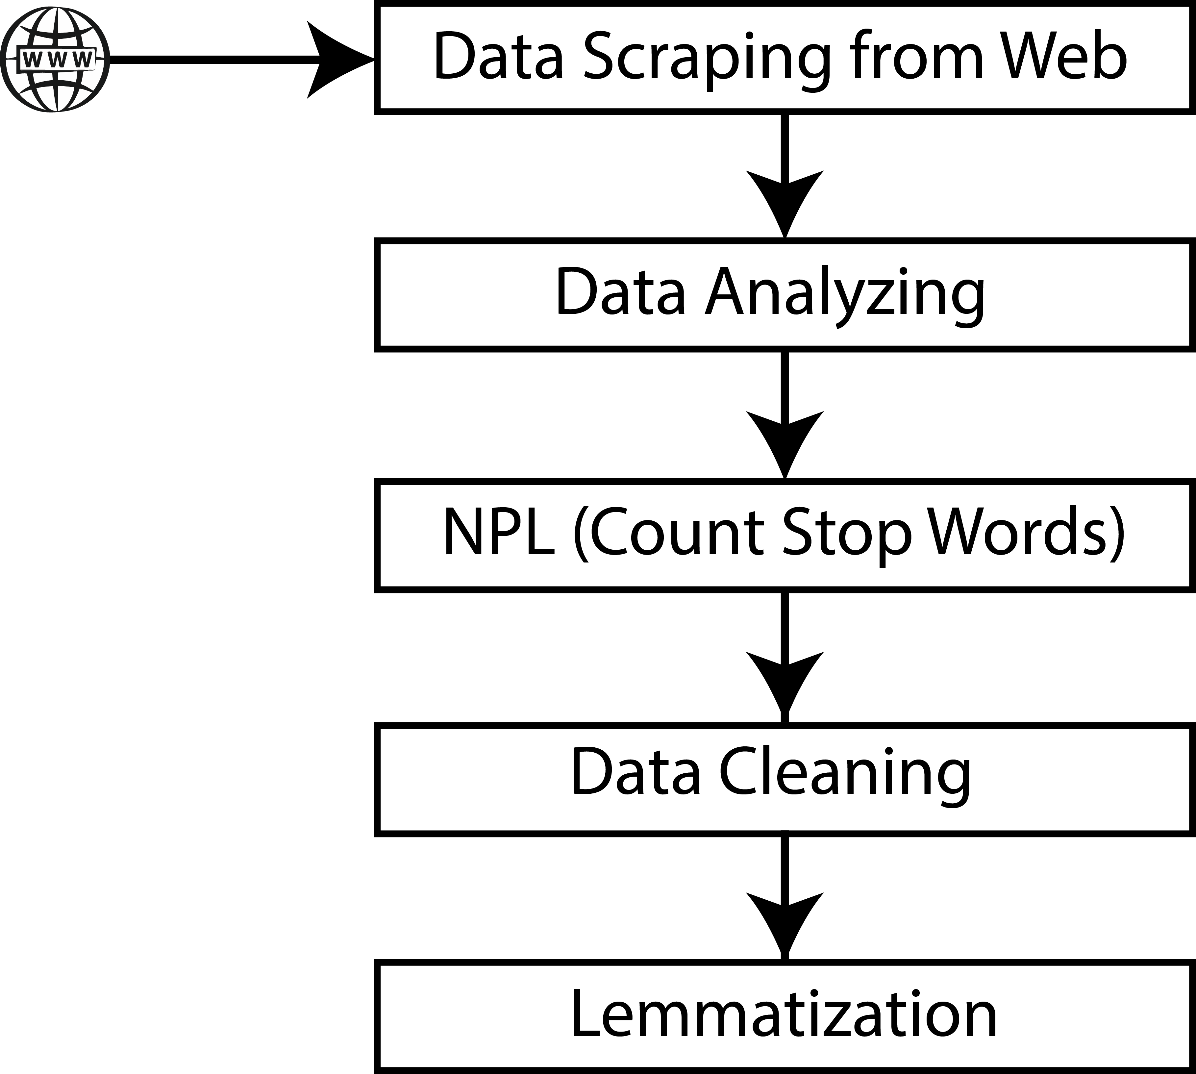 WWW
Data Scraping from Web
Data Analyzing
NPL (Count Stop Words)
Data Cleaning
Lemmatization